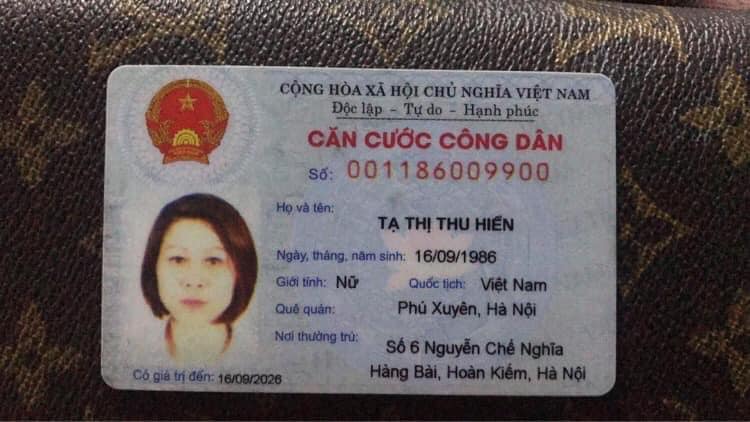 CỘNG HÒA XÃ HỘI CHỦ NGHĨA VIỆT NAM
Độc lập - Tự do - Hạnh phúc
CĂN CƯỚC CÔNG DÂN
Số: 001186009900
Họ và tên:
TẠ THỊ THU HIỀN
Ngày, tháng, năm sinh: 16/09/1986
Giới tính: Nữ Quốc tịch: Việt Nam
Quê quán: Phú Xuyên, Hà Nội
Nơi thường trú: Số 6 Nguyễn Chế Nghĩa
Hàng Bài, Hoàn Kiếm, Hà Nội
Có giá trị đến: 16/09/2026